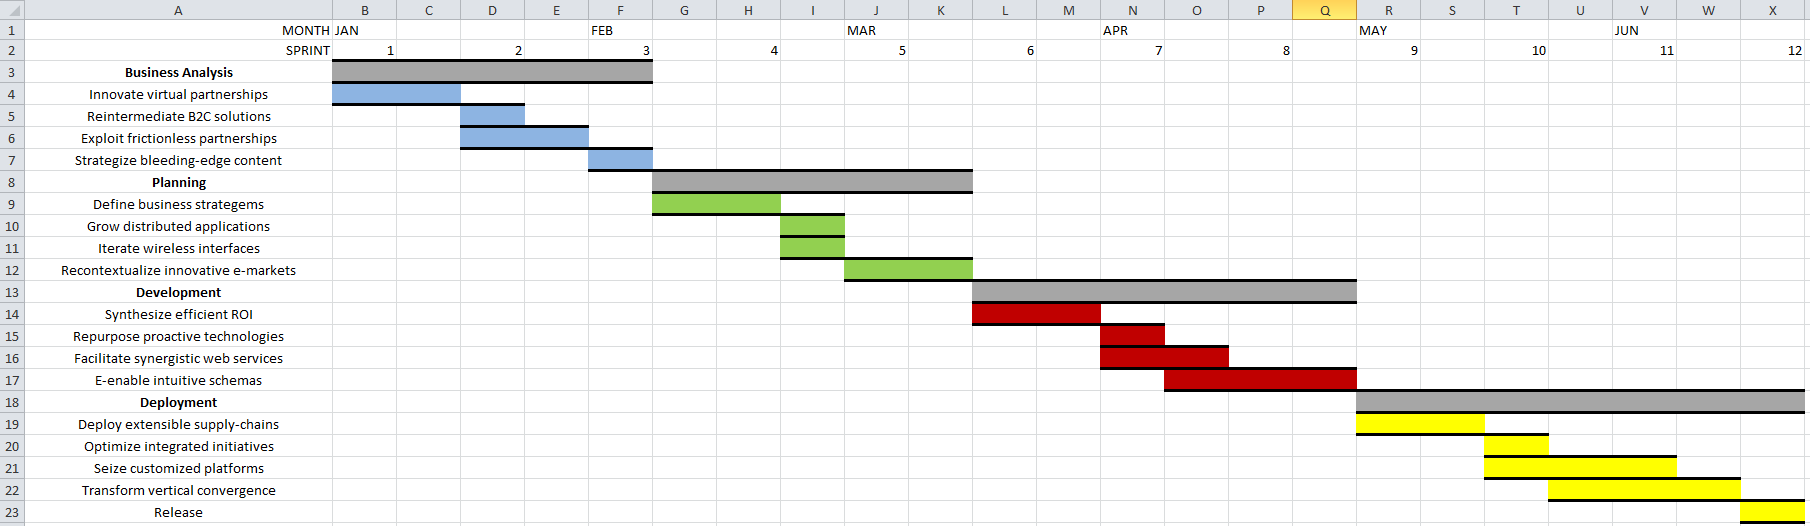 A B C D E F G H I J K L M N O P Q R S T U V W X
1 MONTH JAN FEB MAR APR MAY JUN
2 SPRINT 1 2 3 4 5 6 7 8 9 10 11 12
3 Business Analysis
4 Innovate virtual partnerships
5 Reintermediate B2C solutions
6 Exploit frictionless partnerships
7 Strategize bleeding-edge content
8 Planning
9 Define business strategems
10 Grow distributed applications
11 Iterate wireless interfaces
12 Recontextualize innovative e-markets
13 Development
14 Synthesize efficient ROI
15 Repurpose proactive technologies
16 Facilitate synergistic web services
17 E-enable intuitive schemas
18 Deployment
19 Deploy extensible supply-chains
20 Optimize integrated initiatives
21 Seize customized platforms
22 Transform vertical convergence
23 Release